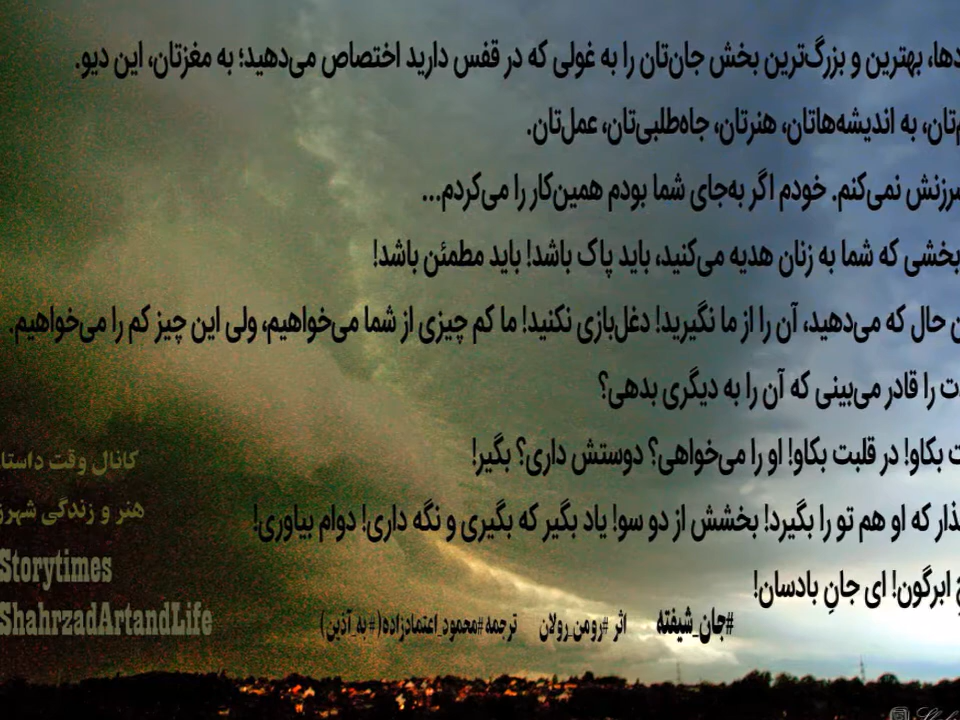 بهترین و بزرگ‌ترین بخش جان‌تان را به غولی که در قفس دارید اختصاص می‌دهید؛ به مغزتان، این دیو.
به اندیشه‌هاتان، هنرتان، جاه‌طلبی‌تان، عمل‌تان.
نمی‌کنم. خودم اگر به‌جای شما بودم همین‌کار را می‌کردم...
بخشی که شما به زنان هدیه می‌کنید، باید پاک باشد! باید مطمئن باشد!
حال که می‌دهید، آن را از ما نگیرید! دغل‌بازی نکنید! ما کم چیزی از شما می‌خواهیم، ولی این چیز کم را می‌خواهیم.
را قادر می‌بینی که آن را به دیگری بدهی؟
بکاو! در قلبت بکاو! او را می‌خواهی؟ دوستش داری؟ بگیر!
که او هم تو را بگیرد! بخشش از دو سو! یاد بگیر که بگیری و نگه داری! دوام بیاوری!
ابرگون! ای جانِ بادسان!
#جان_شیفته اثر #رومن_رولان ترجمه #محمود_اعتمادزاده(#به_آذین)
کانال وقت داستا
هنر و زندگی شهرز
Storytimes
ShahrzadArtandLife